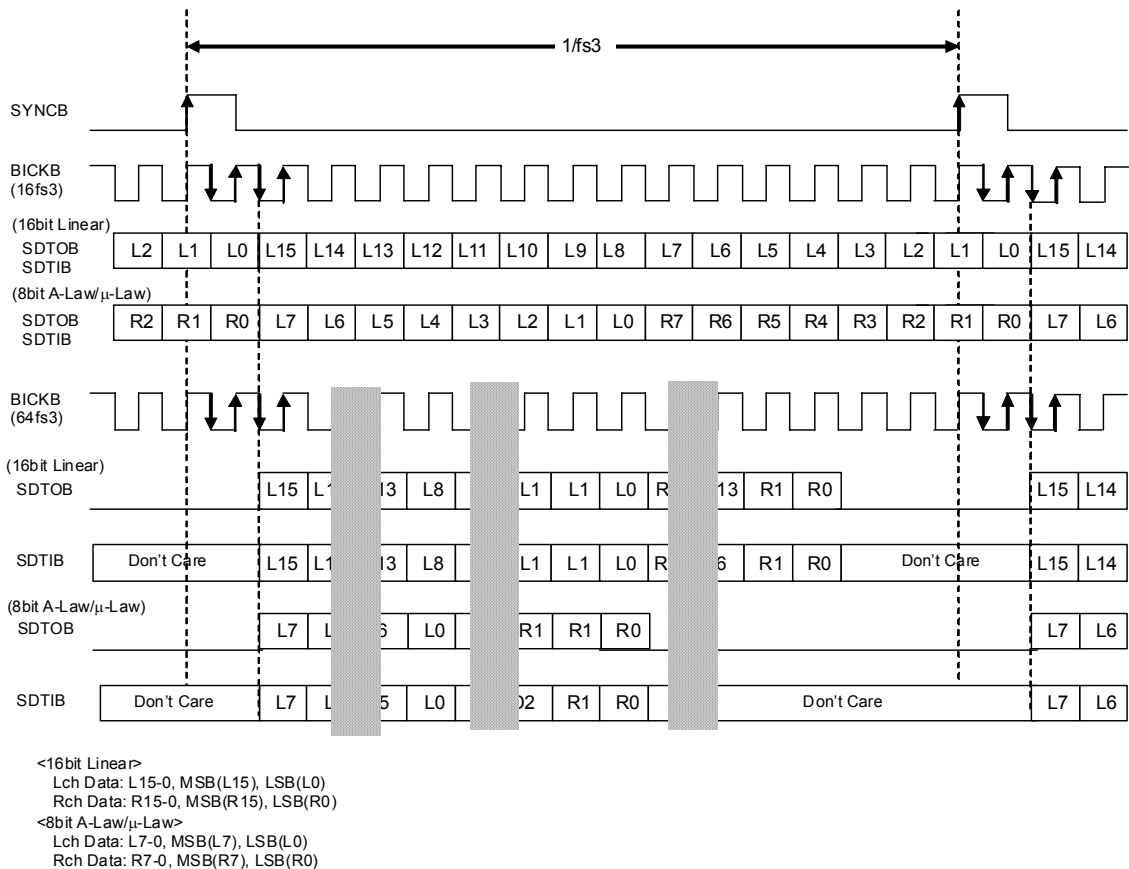 1/fs3
SYNCB
BICKB
(16fs3)
(16bit Linear)
SDTOB
SDTIB
L2 L1 L0 L15 L14 L13 L12 L11 L10 L9 L8 L7 L6 L5 L4 L3 L2 L1 L0 L15 L14
(8bit A-Law/μ-Law)
SDTOB
SDTIB
R2 R1 R0 L7 L6 L5 L4 L3 L2 L1 L0 R7 R6 R5 R4 R3 R2 R1 R0 L7 L6
BICKB
(64fs3)
(16bit Linear)
SDTOB
L15 L8 L1 L1 L0 R1 R0 L15 L14
SDTIB
Don't Care L15 L8 L1 L1 L0 R1 R0 Don't Care L15 L14
(8bit A-Law/μ-Law)
SDTOB
L7 L0 R1 R1 R0 L7 L6
SDTIB
Don't Care L7 L0 R1 R0 Don't Care L7 L6
<16bit Linear>
Lch Data: L15-0, MSB(L15), LSB(L0)
Rch Data: R15-0, MSB(R15), LSB(R0)
<8bit A-Law/μ-Law>
Lch Data: L7-0, MSB(L7), LSB(L0)
Rch Data: R7-0, MSB(R7), LSB(R0)